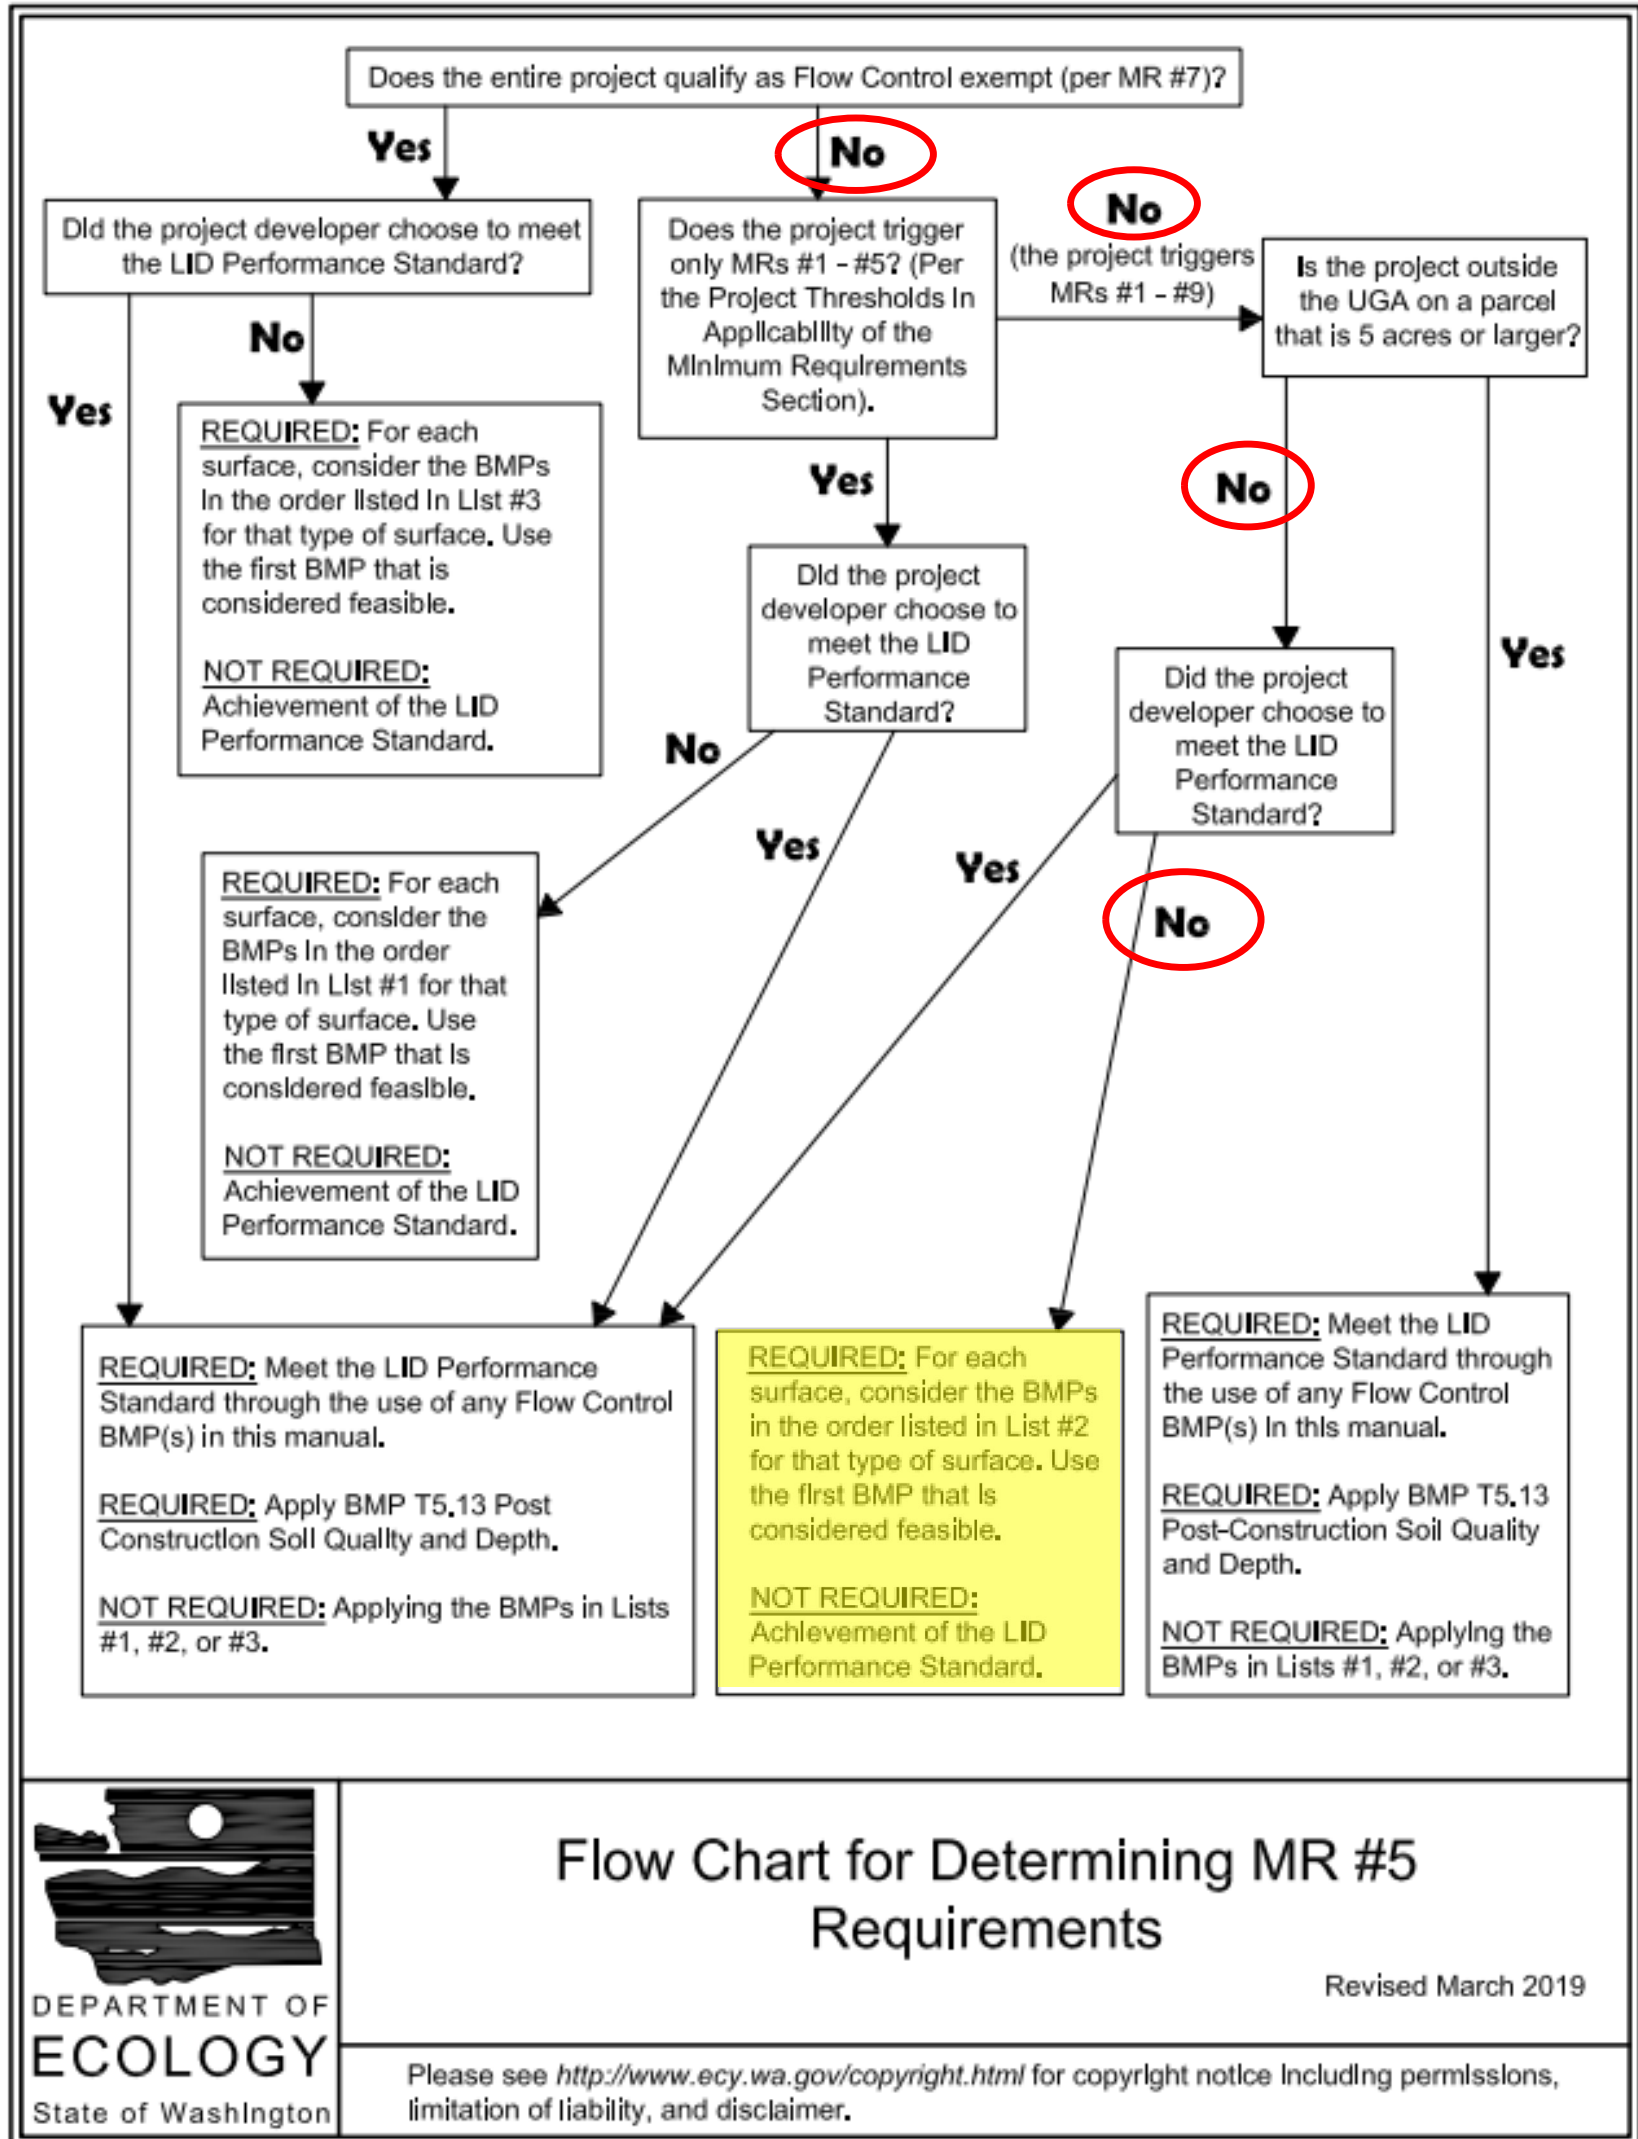 Does the entire project qualify as Flow Control exempt (per MR #7)?
Yes
No
Did the project developer choose to meet
the LID Performance Standard?
Does the project trigger
only MRs #1 - #5? (Per
the Project Thresholds in
Applicability of the
Minimum Requirements
Section).
No
(the project triggers
MRs #1 - #9)
Is the project outside
the UGA on a parcel
that is 5 acres or larger?
Yes
No
REQUIRED: For each
surface, consider the BMPs
in the order listed in List #3
for that type of surface. Use
the first BMP that is
considered feasible.
NOT REQUIRED:
Achievement of the LID
Performance Standard.
Yes
Did the project
developer choose to
meet the LID
Performance
Standard?
No
Yes
Did the project
developer choose to
meet the LID
Performance
Standard?
No
Yes
Yes
No
REQUIRED: For each
surface, consider the
BMPs in the order
listed in List #1 for that
type of surface. Use
the first BMP that is
considered feasible.
NOT REQUIRED:
Achievement of the LID
Performance Standard.
REQUIRED: Meet the LID Performance
Standard through the use of any Flow Control
BMP(s) in this manual.
REQUIRED: Apply BMP T5.13 Post
Construction Soil Quality and Depth.
NOT REQUIRED: Applying the BMPs in Lists
#1, #2, or #3.
REQUIRED: For each
surface, consider the BMPs
in the order listed in List #2
for that type of surface. Use
the first BMP that is
considered feasible.
NOT REQUIRED:
Achievement of the LID
Performance Standard.
REQUIRED: Meet the LID
Performance Standard through
the use of any Flow Control
BMP(s) in this manual.
REQUIRED: Apply BMP T5.13
Post-Construction Soil Quality
and Depth.
NOT REQUIRED: Applying the
BMPs in Lists #1, #2, or #3.
DEPARTMENT OF
ECOLOGY
State of Washington
Flow Chart for Determining MR #5
Requirements
Revised March 2019
Please see http://www.ecy.wa.gov/copyright.html for copyright notice including permissions,
limitation of liability, and disclaimer.